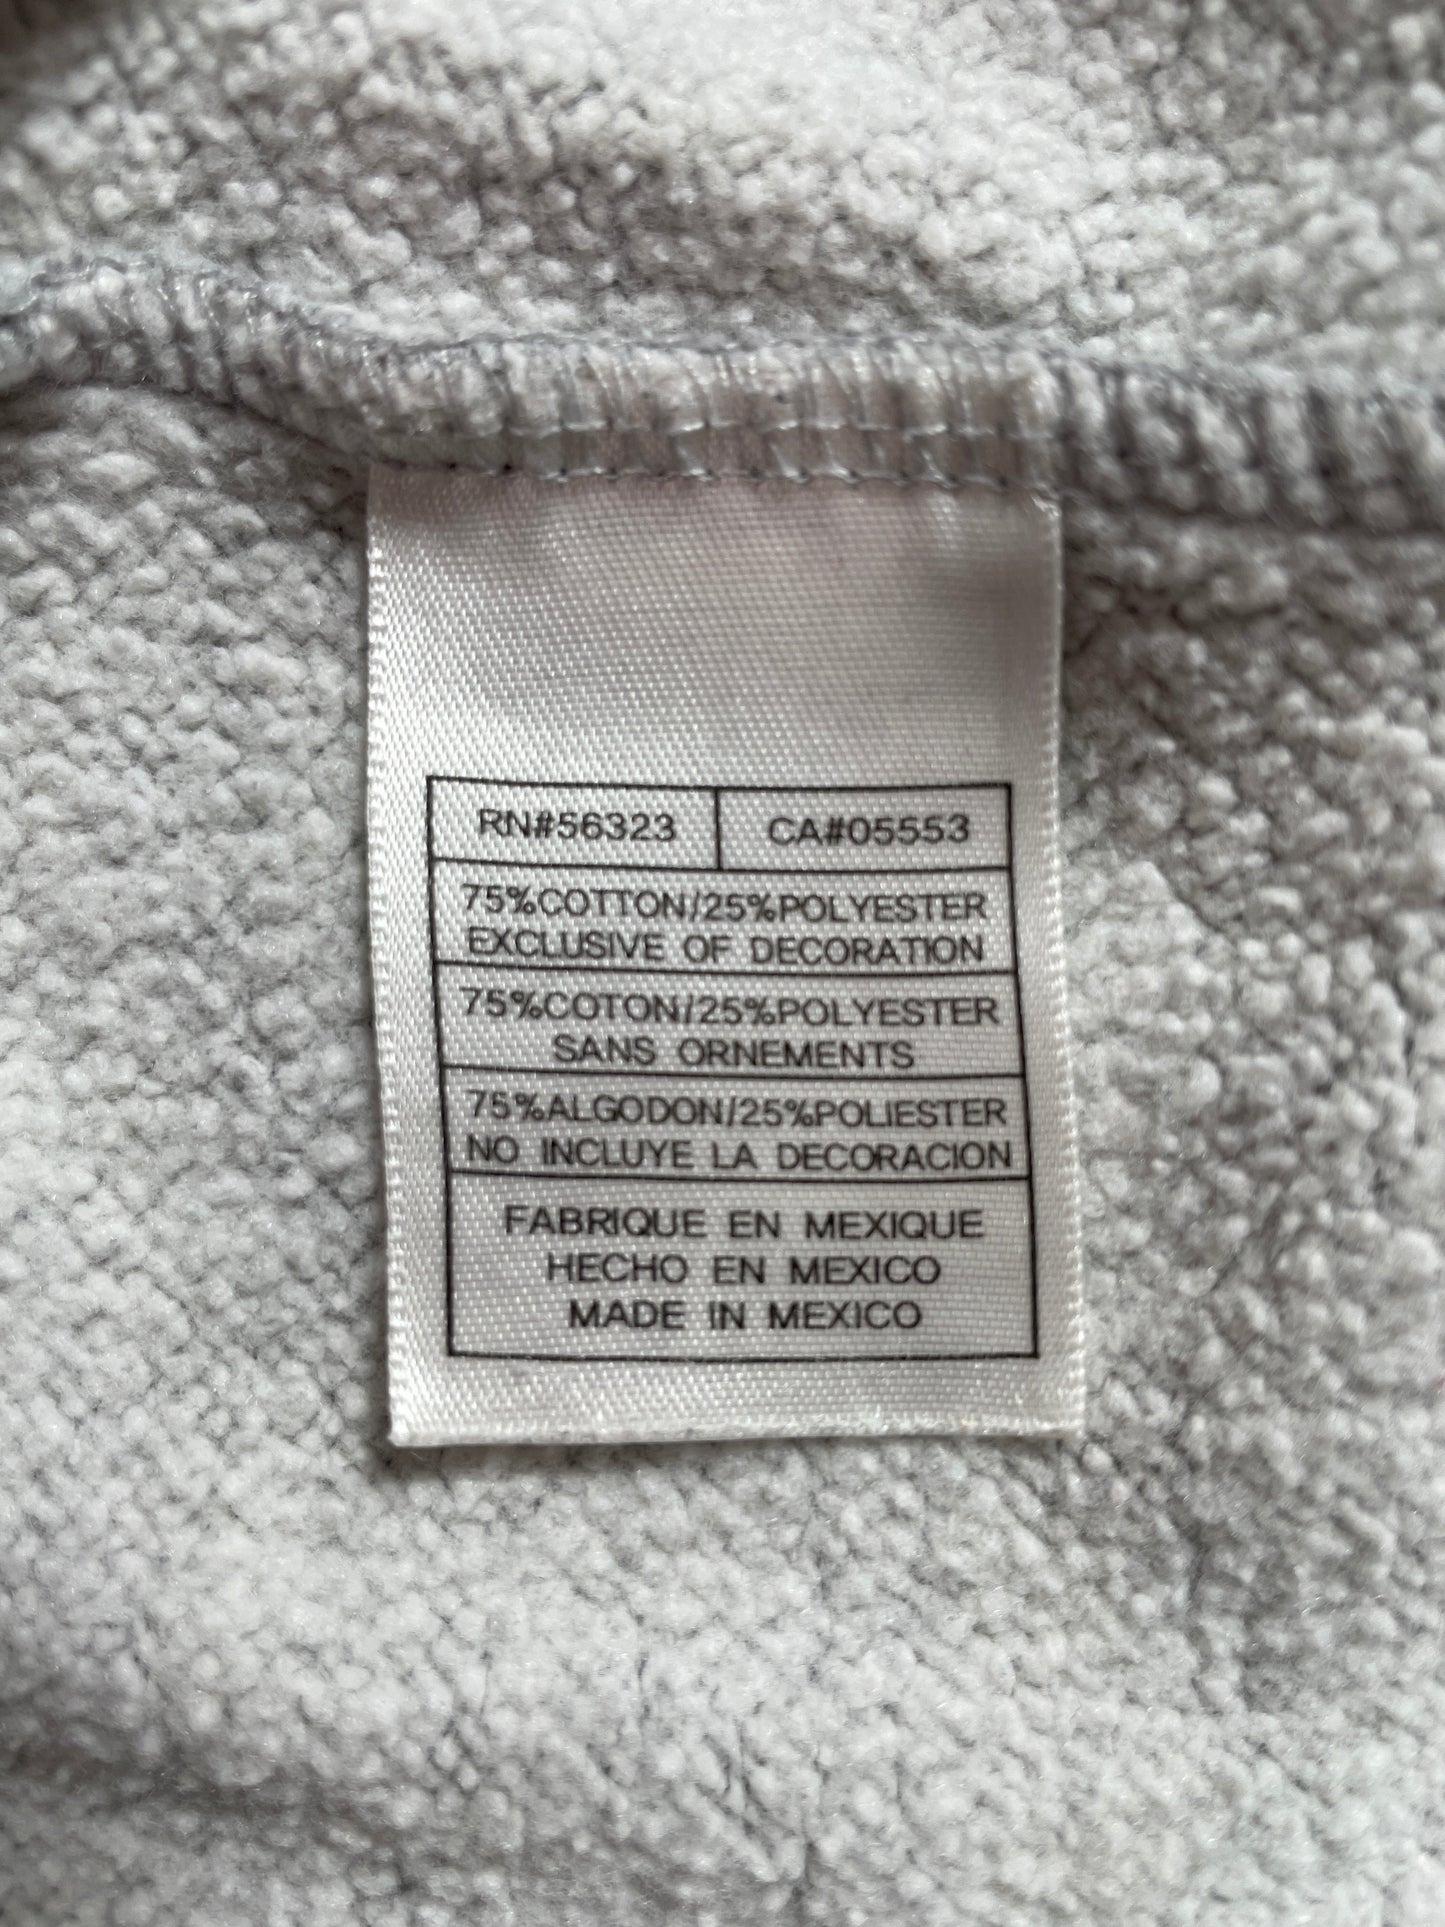 RN#56323 CA#05553
75%COTTON/25%POLYESTER
EXCLUSIVE OF DECORATION
75%COTON/25%POLYESTER
SANS ORNEMENTS
75%ALGODON/25%POLIESTER
NO INCLUYE LA DECORACION
FABRIQUE EN MEXIQUE
HECHO EN MEXICO
MADE IN MEXICO